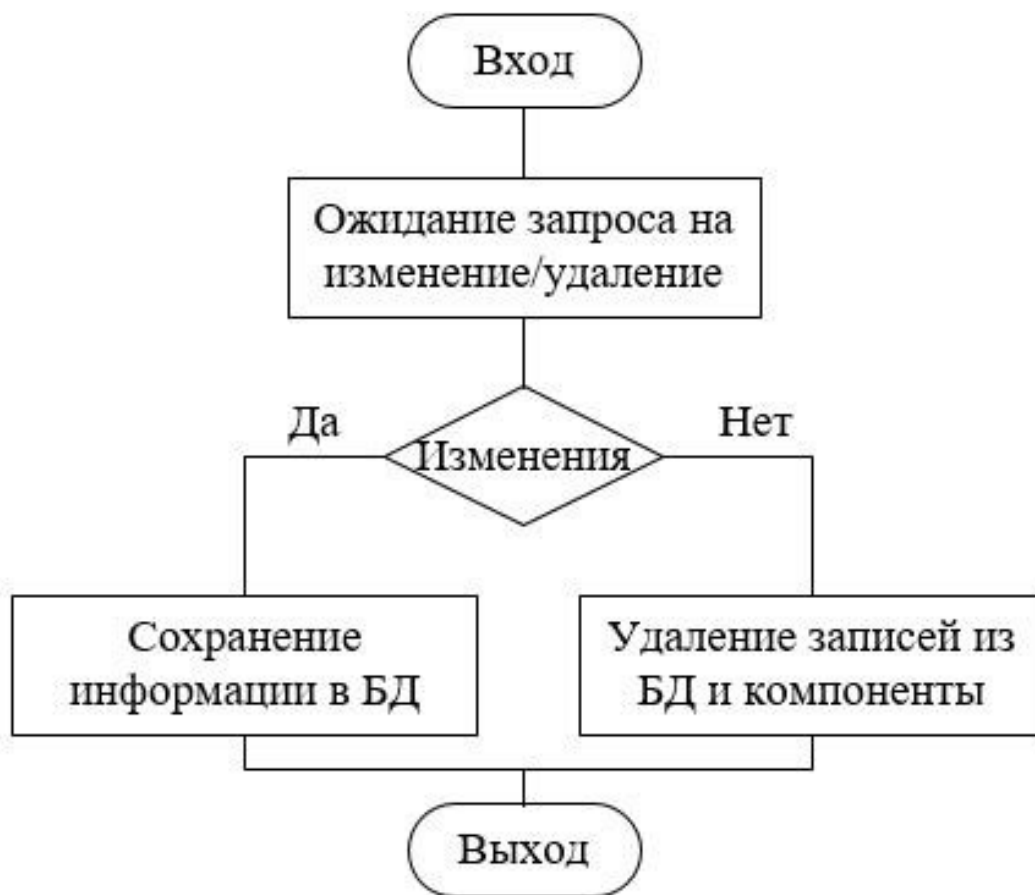 Вход
Ожидание запроса на
изменение/удаление
Да
Нет
Изменения
Сохранение
информации в БД
Удаление записей из
БД и компоненты
Выход